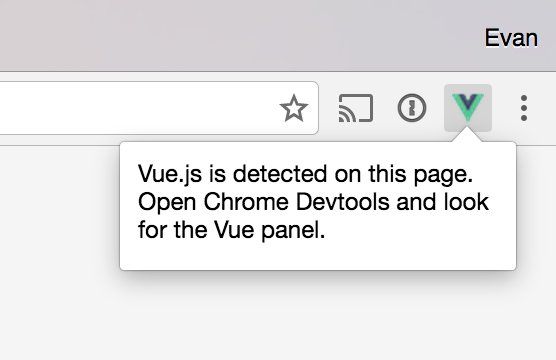 Evan
Vue.js is detected on this page.
Open Chrome Devtools and look
for the Vue panel.